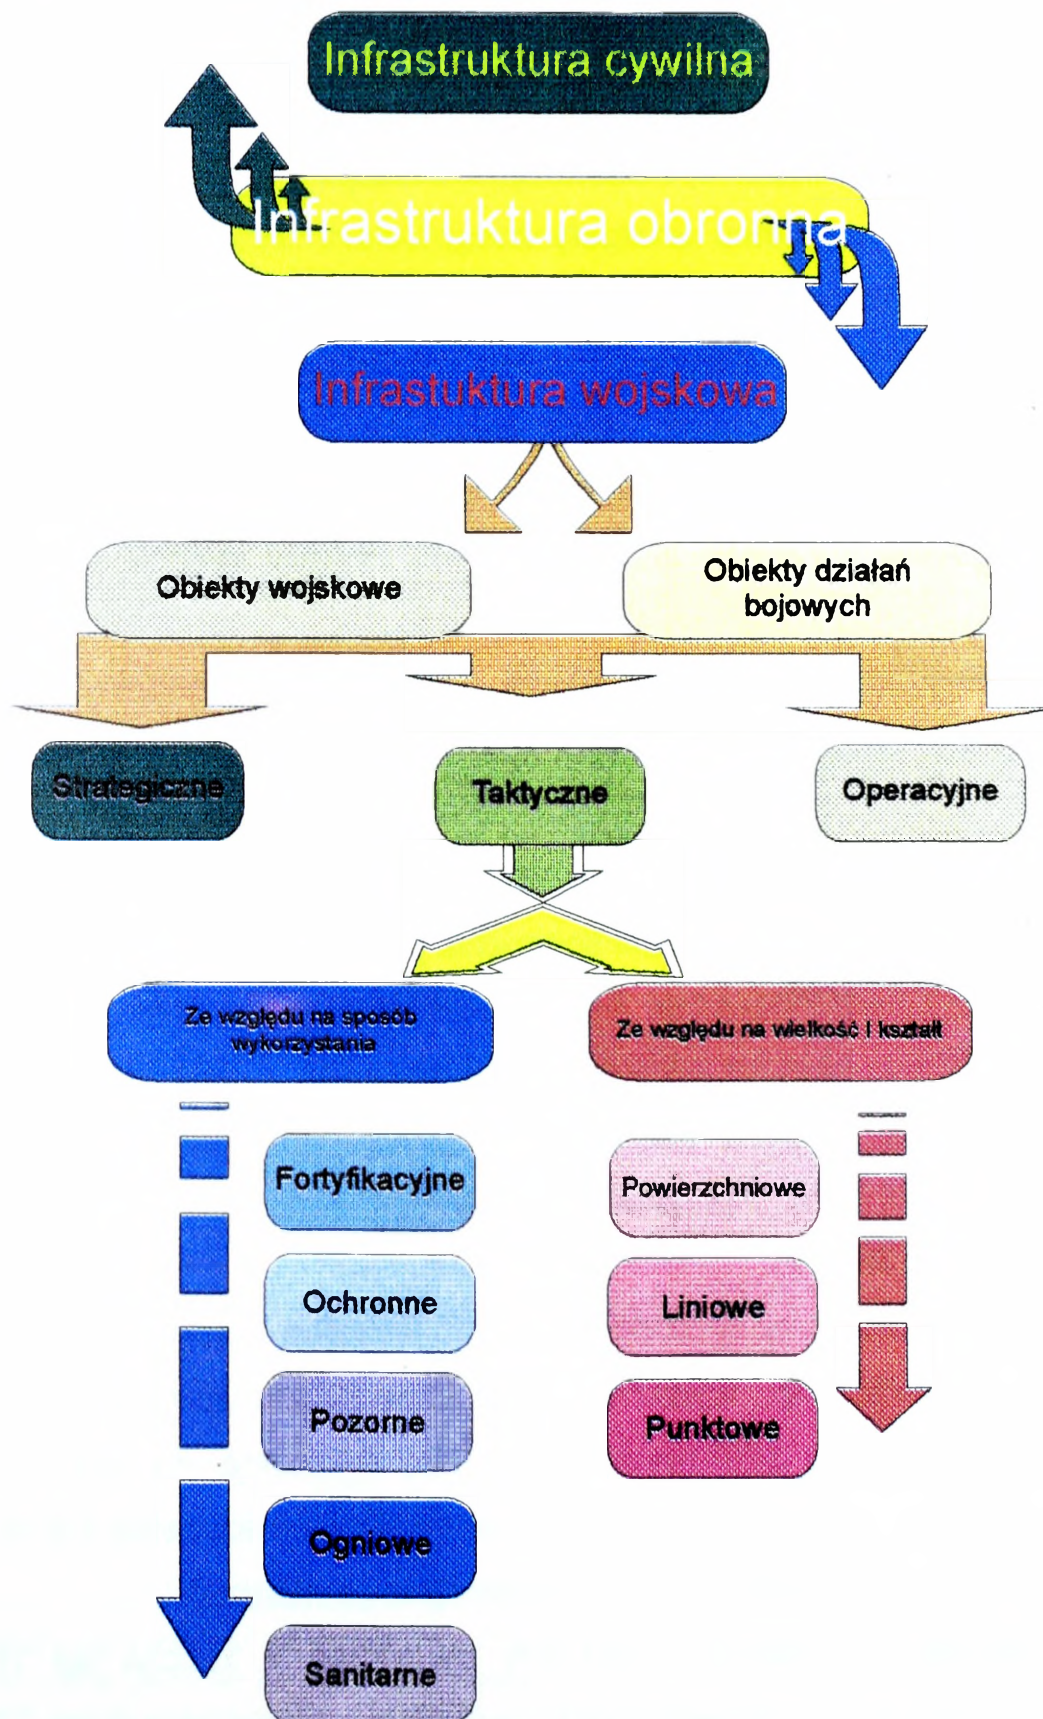 Infrastruktura cywilna
Infrastruktura obronna
Infrastuktura wojskowa
Obiekty wojskowe
Obiekty działań
bojowych
Strategiczne
Taktyczne
Operacyjne
Ze względu na sposób
wykorzystania
Ze względu na wielkość I kształt
Fortyfikacyjne
Powierzchniowe
Ochronne
Liniowe
Pozorne
Punktowe
Ogniowe
Sanitarne